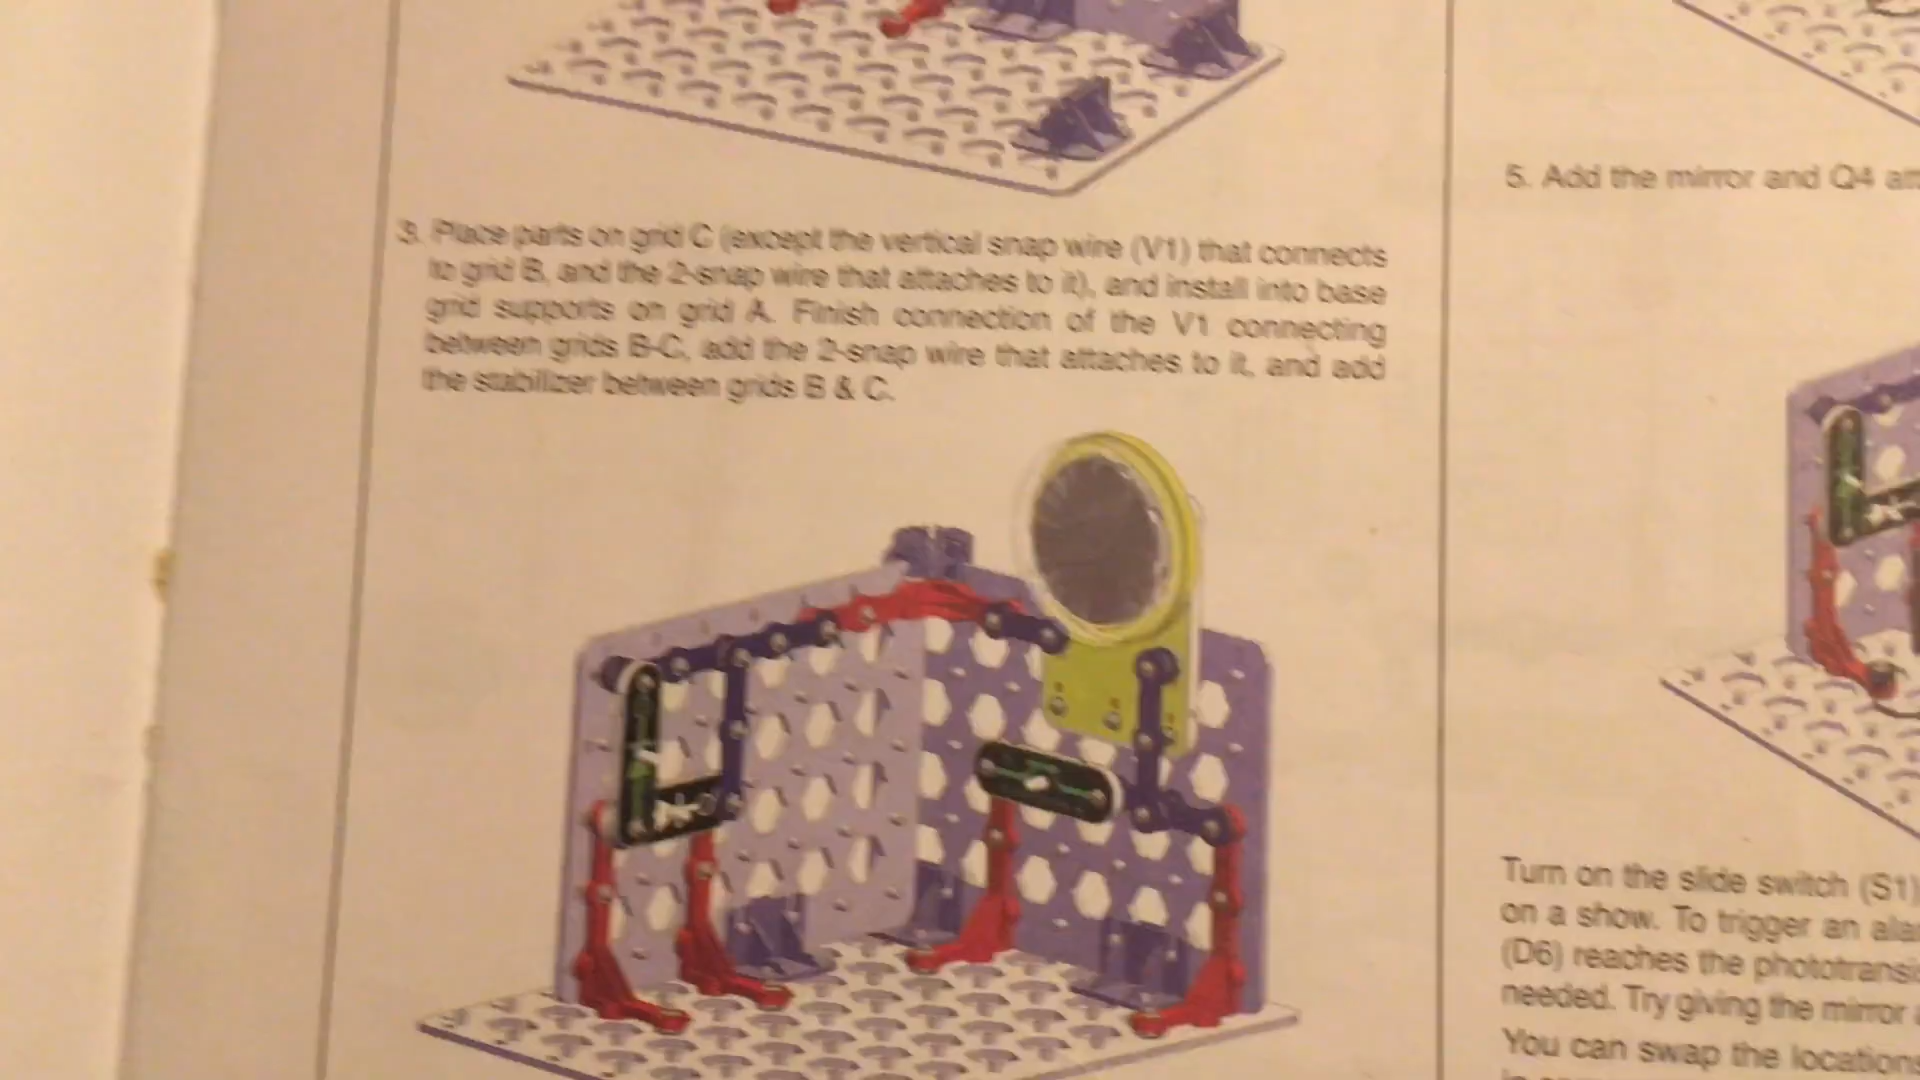 3. Place parts on grid C (except the vertical snap wire (V1) that connects
to grid B, and the 2-snap wire that attaches to it), and install into base
grid supports on grid A. Finish connection of the V1 connecting
between grids B-C, add the 2-snap wire that attaches to it, and add
the stabilizer between grids B & C.
5. Add the mirror and Q4
Turn on the slide switch (S1)
on a show. To trigger an
(D6) reaches the
needed. Try giving the mirror
You can swap the locations